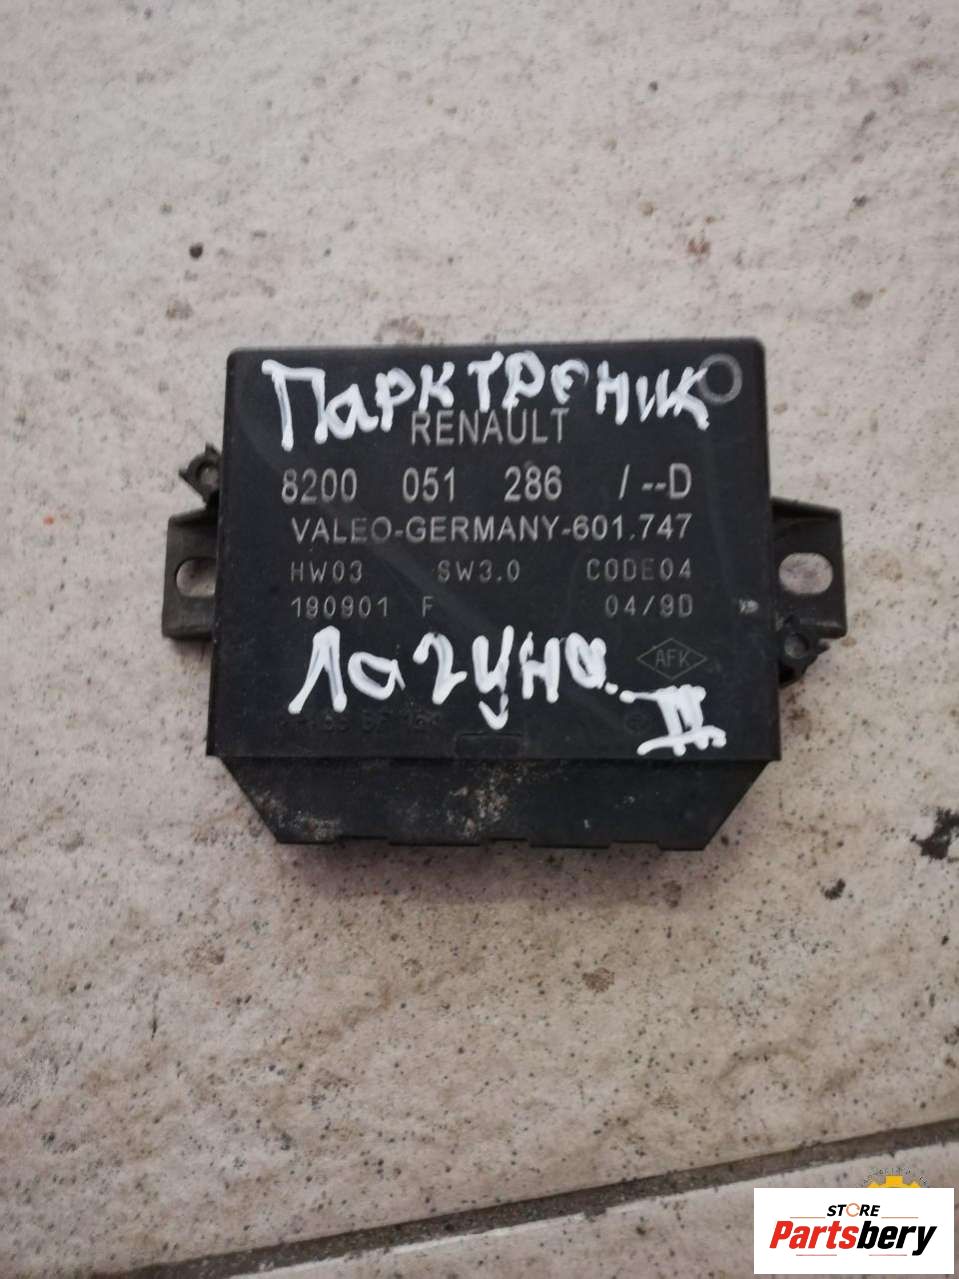 Парктроник
RENAULT
8200 051 286 /--D
VALEO-GERMANY-601.747
HW03 SW3.0 CODE04
190901 F 04/9D
AFK
Лагуна II
STORE
Partsbery